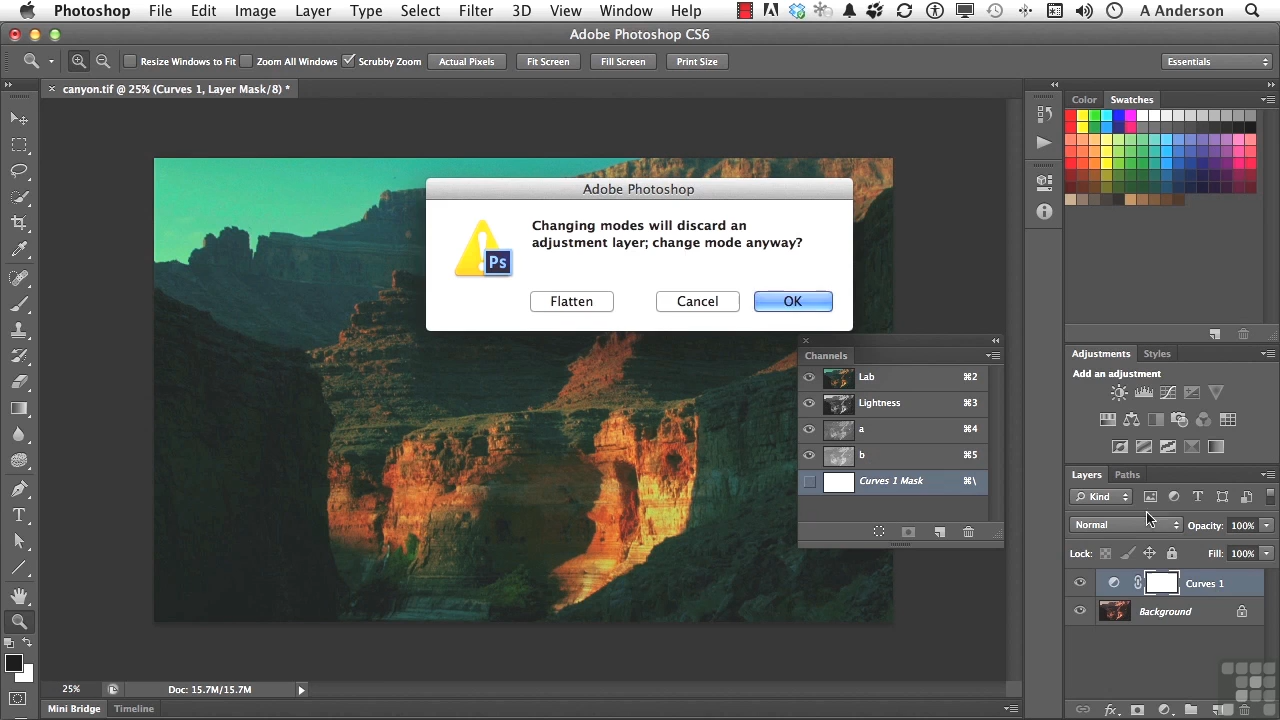 Photoshop File Edit Image Layer Type Select Filter 3D View Window Help A Anderson
Adobe Photoshop CS6
Resize Windows to Fit Zoom All Windows Scrubby Zoom Actual Pixels Fit Screen Fill Screen Print Size Essentials
canyon.tif @ 25% (Curves 1, Layer Mask/8) *
Color Swatches
Adobe Photoshop
Changing modes will discard an
adjustment layer; change mode anyway?
Ps
Flatten Cancel OK
Channels
Lab ⌘2
Lightness ⌘3
a ⌘4
b ⌘5
Curves 1 Mask ⌘\
Adjustments Styles
Add an adjustment
Layers Paths
Kind
Normal Opacity: 100%
Lock: Fill: 100%
Curves 1
Background
25% Doc: 15.7M/15.7M
Mini Bridge Timeline